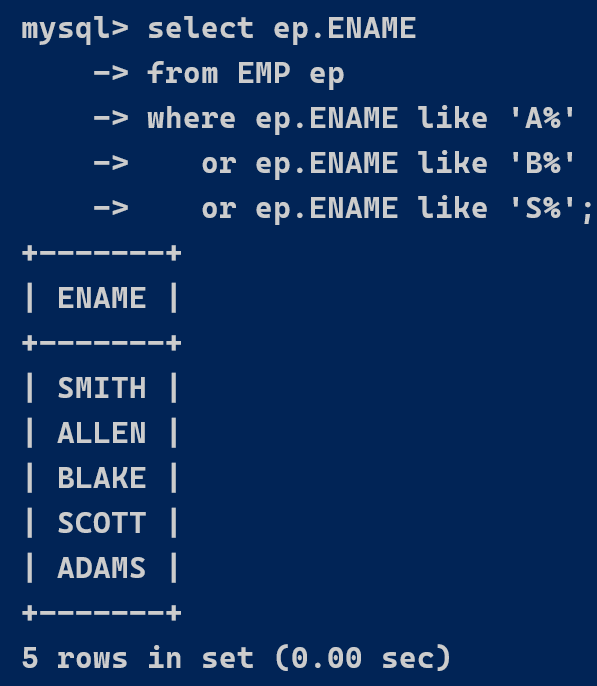 mysql> select ep.ENAME
    -> from EMP ep
    -> where ep.ENAME like 'A%'
    ->    or ep.ENAME like 'B%'
    ->    or ep.ENAME like 'S%';
+-------+
| ENAME |
+-------+
| SMITH |
| ALLEN |
| BLAKE |
| SCOTT |
| ADAMS |
+-------+
5 rows in set (0.00 sec)